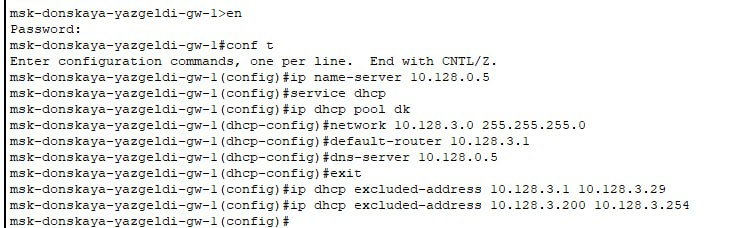 msk-donskaya-yazgeldi-gw-1>en
Password:
msk-donskaya-yazgeldi-gw-1#conf t
Enter configuration commands, one per line.  End with CNTL/Z.
msk-donskaya-yazgeldi-gw-1(config)#ip name-server 10.128.0.5
msk-donskaya-yazgeldi-gw-1(config)#service dhcp
msk-donskaya-yazgeldi-gw-1(config)#ip dhcp pool dk
msk-donskaya-yazgeldi-gw-1(dhcp-config)#network 10.128.3.0 255.255.255.0
msk-donskaya-yazgeldi-gw-1(dhcp-config)#default-router 10.128.3.1
msk-donskaya-yazgeldi-gw-1(dhcp-config)#dns-server 10.128.0.5
msk-donskaya-yazgeldi-gw-1(dhcp-config)#exit
msk-donskaya-yazgeldi-gw-1(config)#ip dhcp excluded-address 10.128.3.1 10.128.3.29
msk-donskaya-yazgeldi-gw-1(config)#ip dhcp excluded-address 10.128.3.200 10.128.3.254
msk-donskaya-yazgeldi-gw-1(config)#